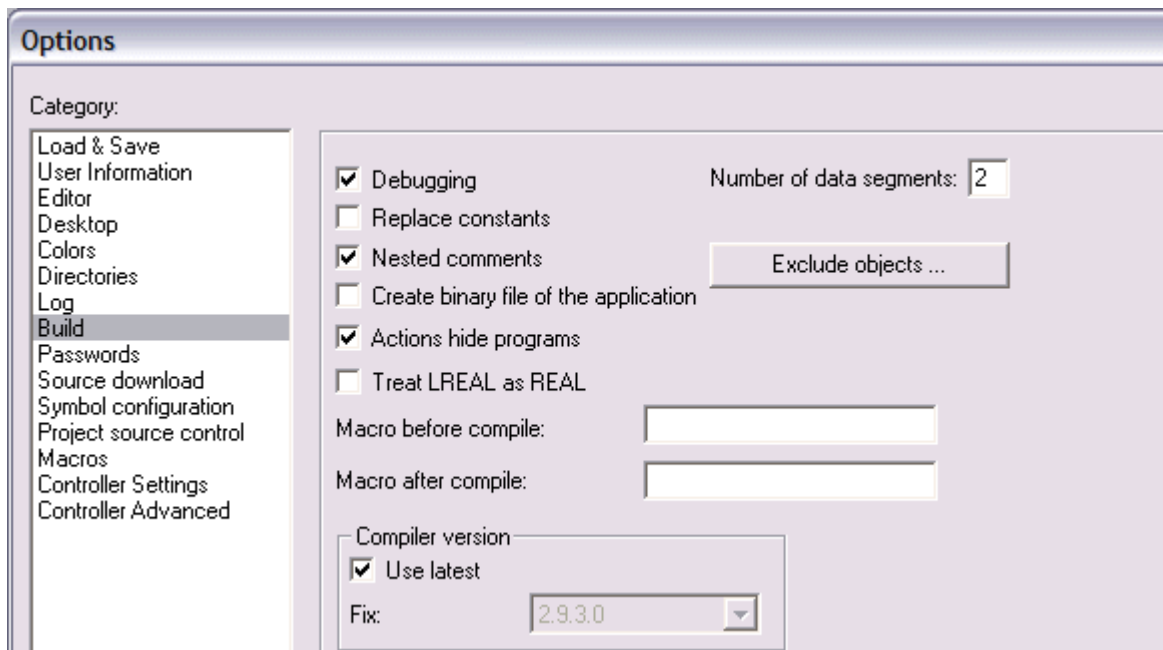 Options
Category:
Load & Save
User Information
Editor
Desktop
Colors
Directories
Log
Build
Passwords
Source download
Symbol configuration
Project source control
Macros
Controller Settings
Controller Advanced
Debugging
Number of data segments: 2
Replace constants
Nested comments
Exclude objects ...
Create binary file of the application
Actions hide programs
Treat LREAL as REAL
Macro before compile:
Macro after compile:
Compiler version
Use latest
Fix: 2.9.3.0